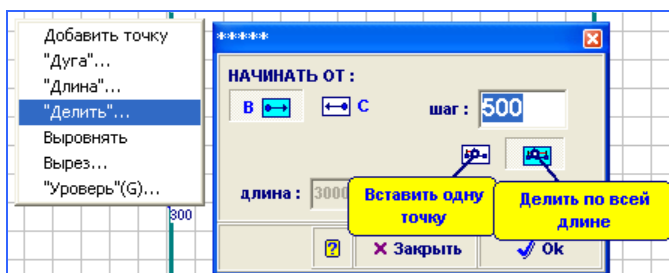 Добавить точку
"Дуга"...
"Длина"...
"Делить"...
Выровнять
Вырез...
"Уроверь"(G)...
300
******
НАЧИНАТЬ ОТ :
B
C
шаг :
500
длина :
3000
Вставить одну
точку
Делить по всей
длине
?
Закрыть
Ok